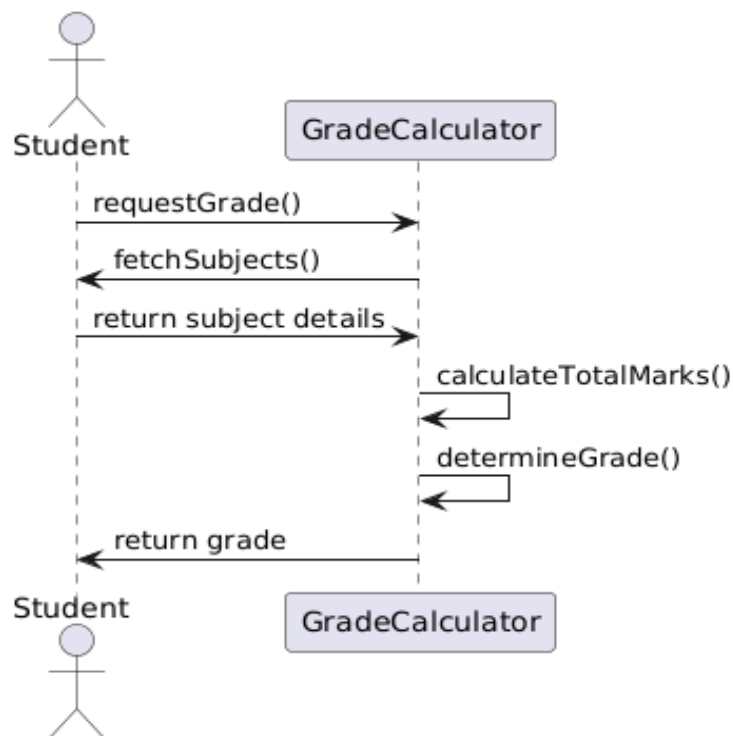 Student
GradeCalculator
requestGrade()
fetchSubjects()
return subject details
calculateTotalMarks()
determineGrade()
return grade
Student
GradeCalculator